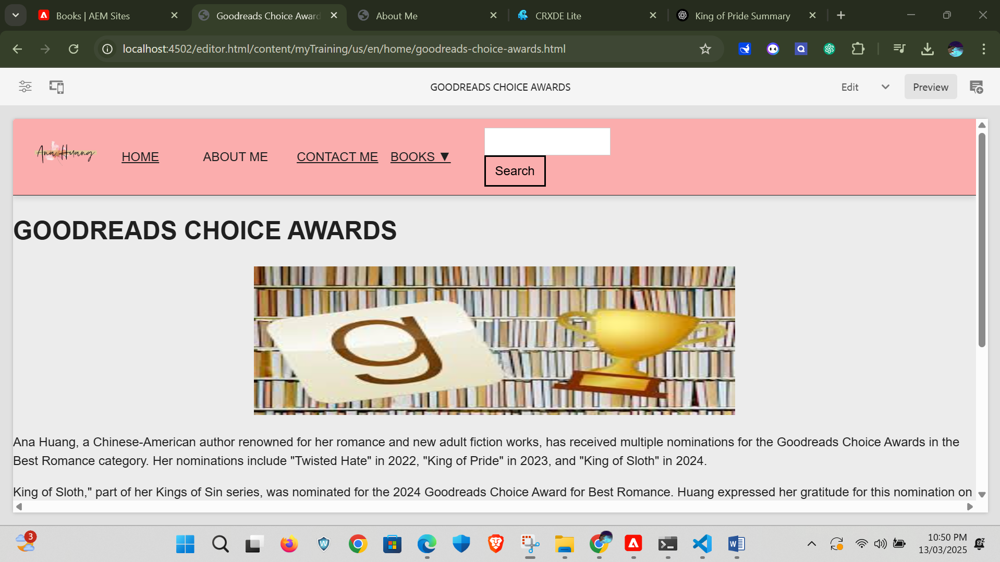 Books | AEM Sites
Goodreads Choice Award
About Me
CRXDE Lite
King of Pride Summary
localhost:4502/editor.html/content/myTraining/us/en/home/goodreads-choice-awards.html
GOODREADS CHOICE AWARDS
Edit
Preview
Ana Huang
HOME
ABOUT ME
CONTACT ME
BOOKS ▼
Search
GOODREADS CHOICE AWARDS
g
Ana Huang, a Chinese-American author renowned for her romance and new adult fiction works, has received multiple nominations for the Goodreads Choice Awards in the
Best Romance category. Her nominations include "Twisted Hate" in 2022, "King of Pride" in 2023, and "King of Sloth" in 2024.
King of Sloth," part of her Kings of Sin series, was nominated for the 2024 Goodreads Choice Award for Best Romance. Huang expressed her gratitude for this nomination on
3
10:50 PM
13/03/2025